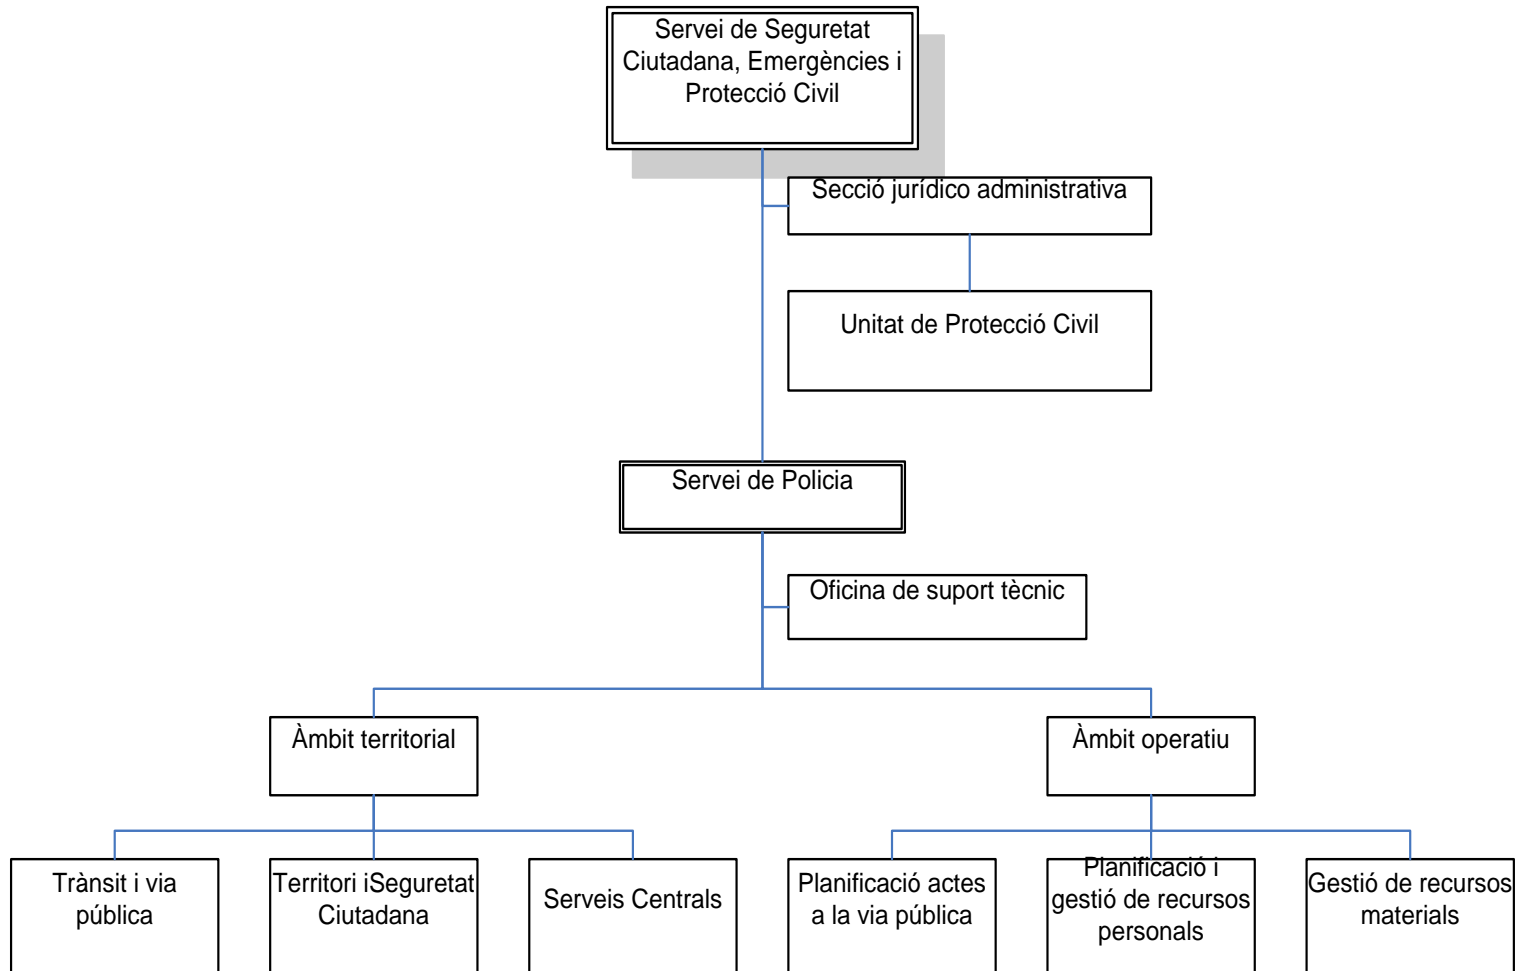 Servei de Seguretat
Ciutadana, Emergències i
Protecció Civil
Secció jurídico administrativa
Unitat de Protecció Civil
Servei de Policia
Oficina de suport tècnic
Àmbit territorial
Àmbit operatiu
Trànsit i via
pública
Territori iSeguretat
Ciutadana
Serveis Centrals
Planificació actes
a la via pública
Planificació i
gestió de recursos
personals
Gestió de recursos
materials